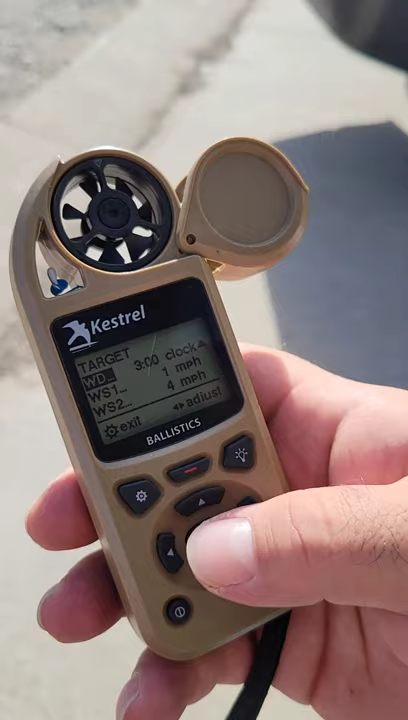 Kestrel
TARGET
WD… 3:00 clock▲
WS1… 1 mph
WS2… 4 mph
exit ◂▸adjust
BALLISTICS